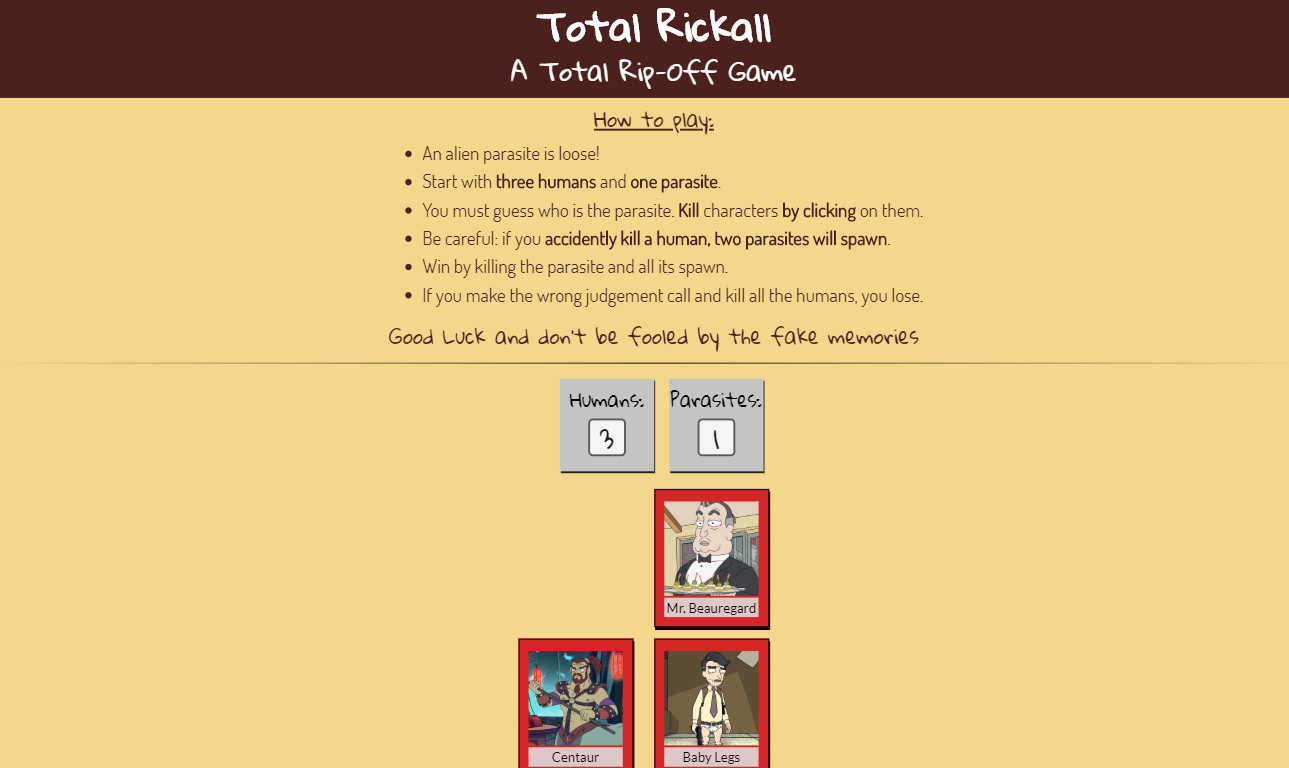 Total Rickall
A Total Rip-Off Game
How to play:
An alien parasite is loose!
Start with three humans and one parasite.
You must guess who is the parasite. Kill characters by clicking on them.
Be careful: if you accidently kill a human, two parasites will spawn.
Win by killing the parasite and all its spawn.
If you make the wrong judgement call and kill all the humans, you lose.
Good Luck and don't be fooled by the fake memories
Humans: Parasites:
3 1
Mr. Beauregard
Centaur Baby Legs